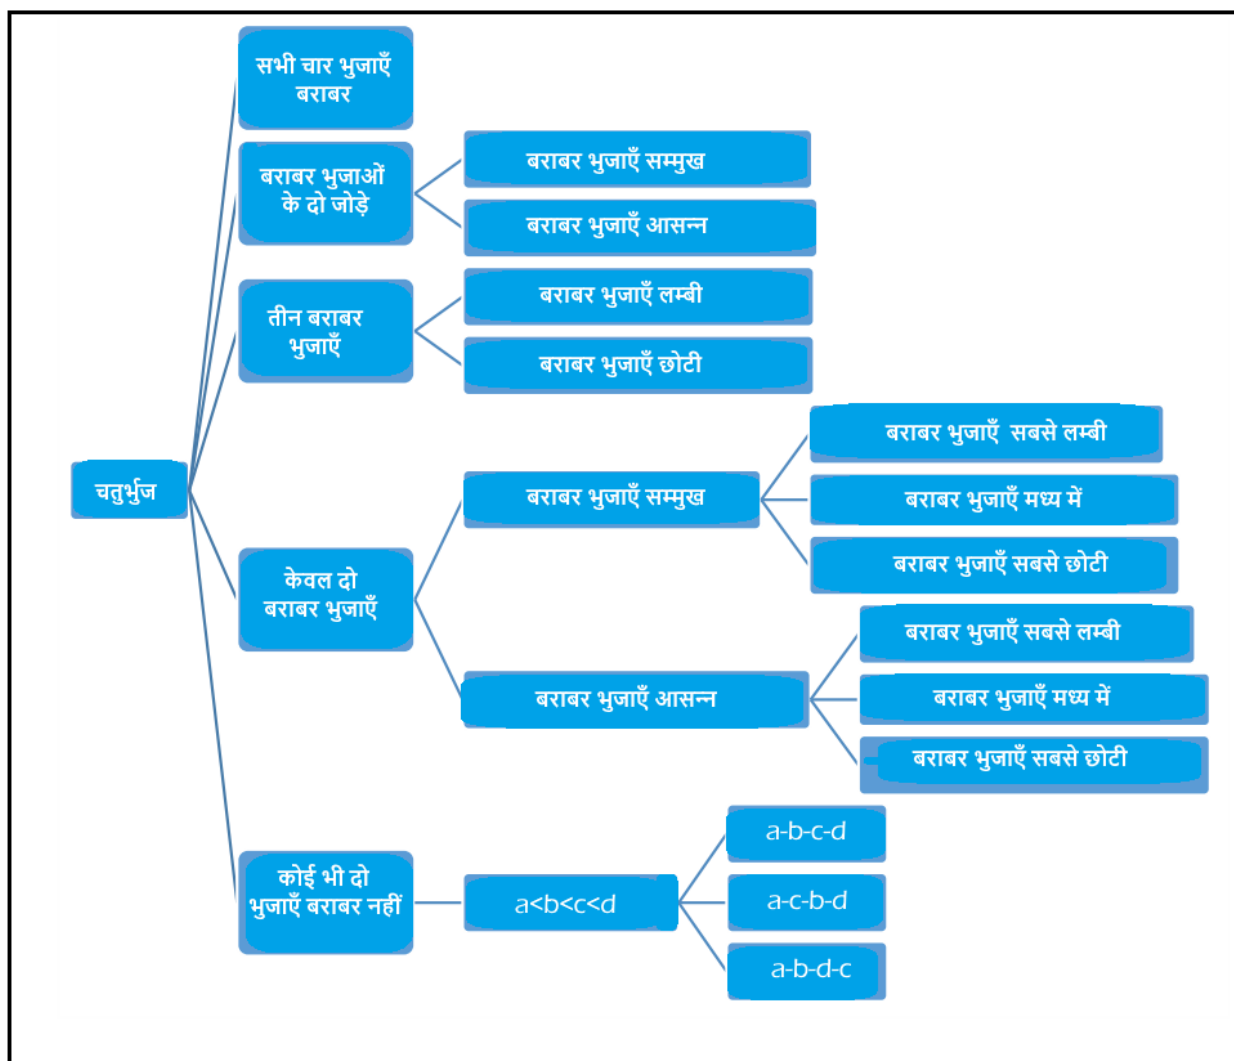 सभी चार भुजाएँ
बराबर
बराबर भुजाओं
के दो जोड़े
बराबर भुजाएँ सम्मुख
बराबर भुजाएँ आसन्न
तीन बराबर
भुजाएँ
बराबर भुजाएँ लम्बी
बराबर भुजाएँ छोटी
चतुर्भुज
केवल दो
बराबर भुजाएँ
बराबर भुजाएँ सम्मुख
बराबर भुजाएँ सबसे लम्बी
बराबर भुजाएँ मध्य में
बराबर भुजाएँ सबसे छोटी
बराबर भुजाएँ आसन्न
बराबर भुजाएँ सबसे लम्बी
बराबर भुजाएँ मध्य में
बराबर भुजाएँ सबसे छोटी
कोई भी दो
भुजाएँ बराबर नहीं
a<b<c<d
a-b-c-d
a-c-b-d
a-b-d-c